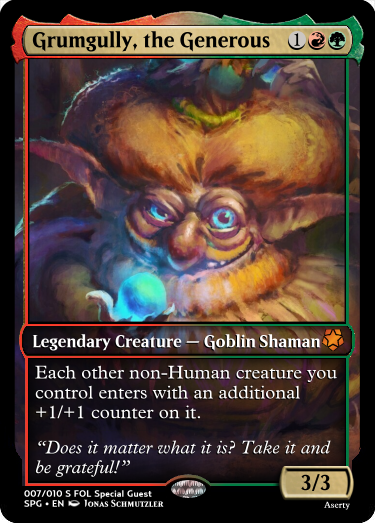 Grumgully, the Generous 1
Legendary Creature — Goblin Shaman
Each other non-Human creature you
control enters with an additional
+1/+1 counter on it.
“Does it matter what it is? Take it and
be grateful!”
3/3
007/010 S FOL Special Guest
SPG • EN Jonas Schmutzler
Aserty